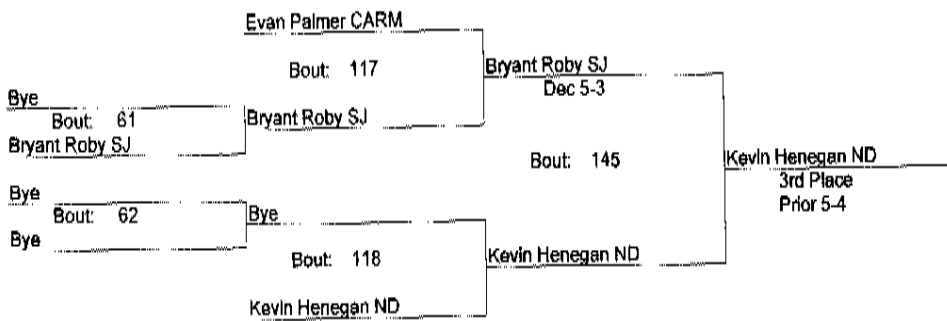 Evan Palmer CARM
Bout: 117
Bryant Roby SJ
Dec 5-3
Bye
Bout: 61
Bryant Roby SJ
Bryant Roby SJ
Bout: 145
Kevin Henegan ND
3rd Place
Prior 5-4
Bye
Bout: 62
Bye
Bye
Bout: 118
Kevin Henegan ND
Kevin Henegan ND